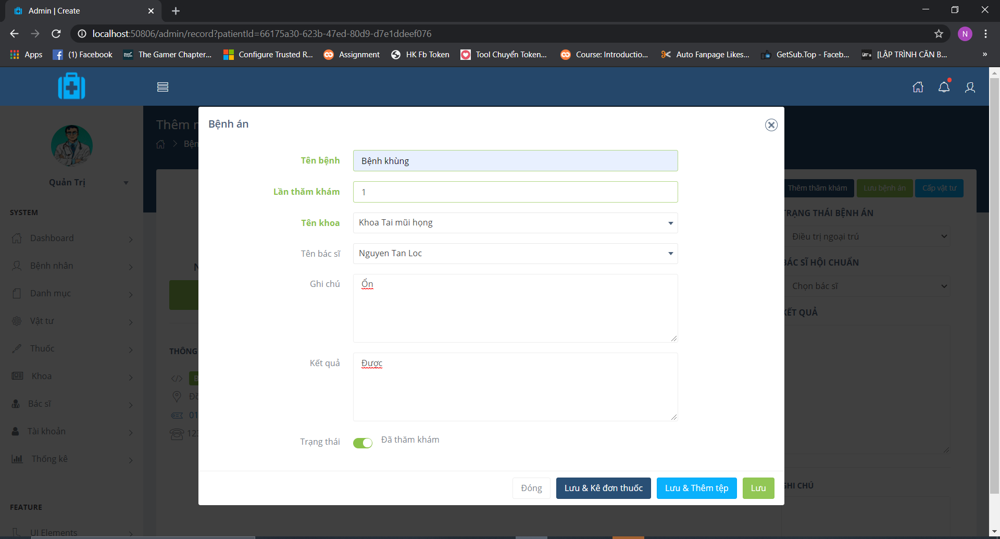 Admin | Create
localhost:50806/admin/record?patientId=66175a30-623b-47ed-80d9-d7e1ddeef076
N
Apps
(1) Facebook
The Gamer Chapter...
Configure Trusted R...
Assignment
HK Fb Token
Tool Chuyển Token...
Course: Introductio...
Auto Fanpage Likes...
GetSub.Top - Faceb...
[LẬP TRÌNH CĂN B...
»
Quản Trị
SYSTEM
Dashboard
Bệnh nhân
Danh mục
Vật tư
Thuốc
Khoa
Bác sĩ
Tài khoản
Thống kê
FEATURE
UI Elements
Thêm
THÔNG
01
123
Bệnh án
Tên bệnh
Bệnh khùng
Lần thăm khám
1
Tên khoa
Khoa Tai mũi họng
Tên bác sĩ
Nguyen Tan Loc
Ghi chú
Ổn
Kết quả
Được
Trạng thái
Đã thăm khám
Đóng
Lưu & Kê đơn thuốc
Lưu & Thêm tệp
Lưu
Thêm thăm khám
Lưu bệnh án
Cấp vật tư
TRẠNG THÁI BỆNH ÁN
Điều trị ngoại trú
BÁC SĨ HỘI CHUẨN
Chọn bác sĩ
KẾT QUẢ
GHI CHÚ